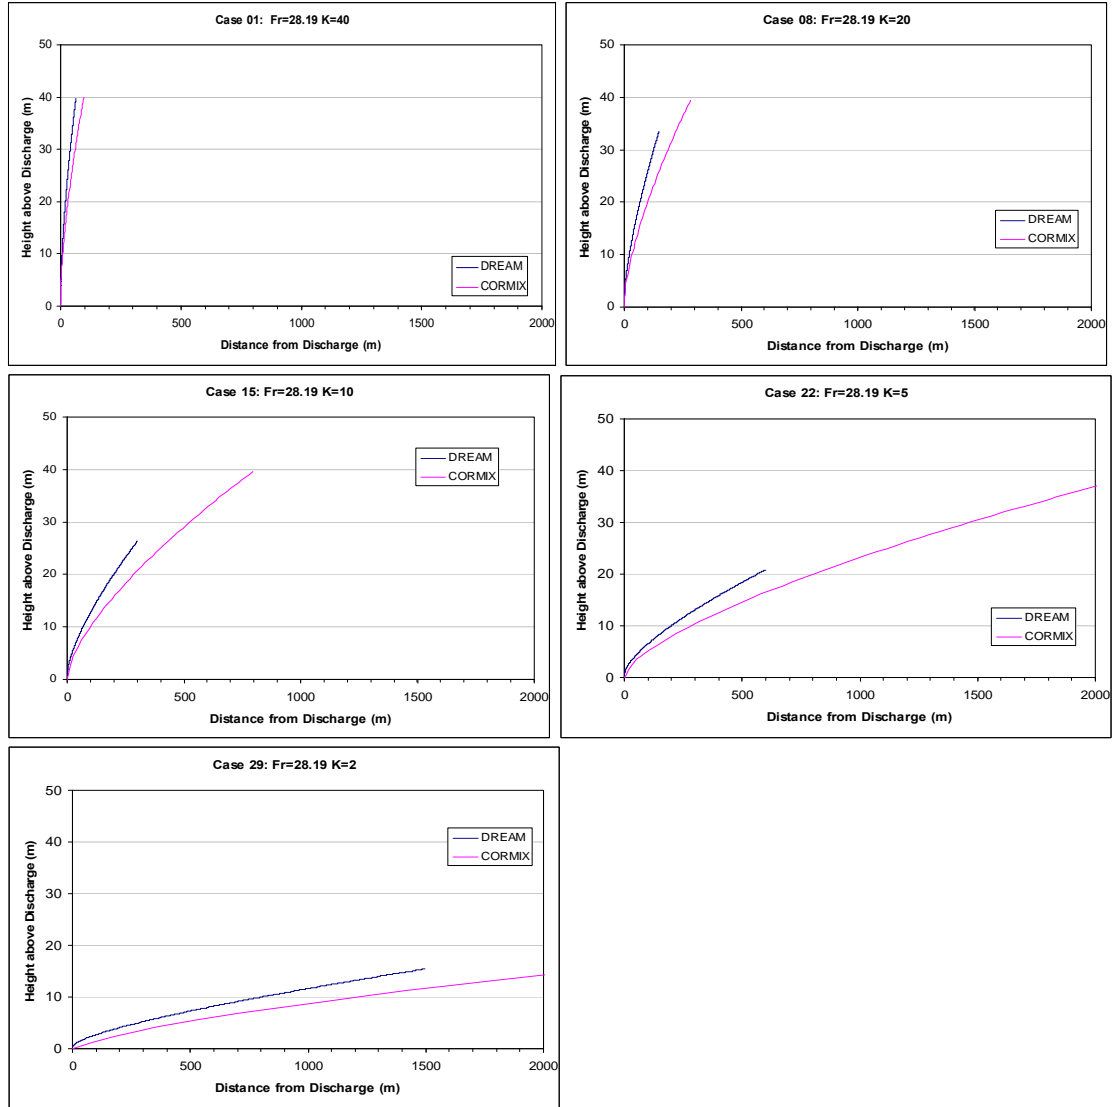 Case 01:  Fr=28.19 K=40
50
40
30
20
10
0
Height above Discharge (m)
DREAM
CORMIX
0 500 1000 1500 2000
Distance from Discharge (m)
Case 08: Fr=28.19 K=20
50
40
30
20
10
0
Height above Discharge (m)
DREAM
CORMIX
0 500 1000 1500 2000
Distance from Discharge (m)
Case 15: Fr=28.19 K=10
50
40
30
20
10
0
Height above Discharge (m)
DREAM
CORMIX
0 500 1000 1500 2000
Distance from Discharge (m)
Case 22: Fr=28.19 K=5
50
40
30
20
10
0
Height above Discharge (m)
DREAM
CORMIX
0 500 1000 1500 2000
Distance from Discharge (m)
Case 29: Fr=28.19 K=2
50
40
30
20
10
0
Height above Discharge (m)
DREAM
CORMIX
0 500 1000 1500 2000
Distance from Discharge (m)